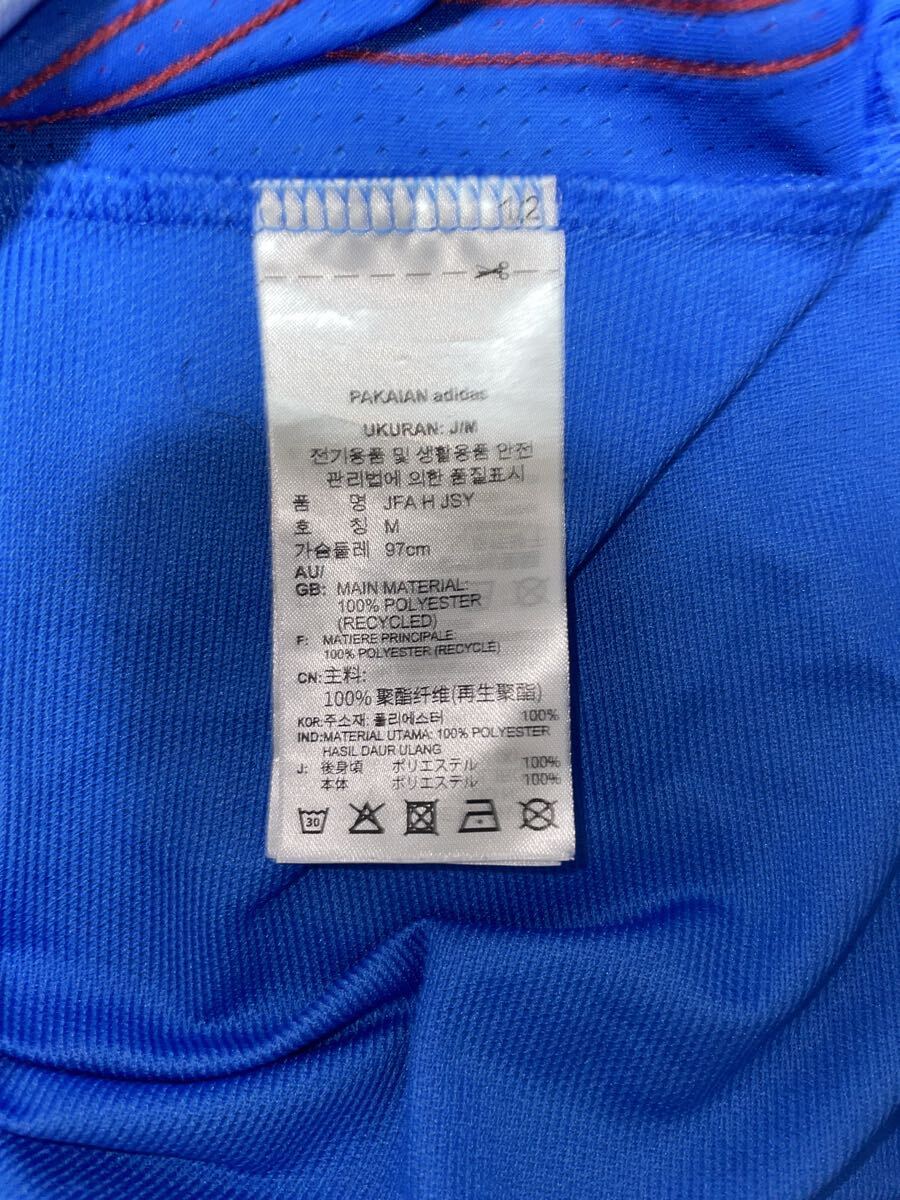 1/2
PAKAIAN adidas
UKURAN: J/M
전기용품 및 생활용품 안전
관리법에 의한 품질표시
품 명 JFA H JSY
호 칭 M
가슴둘레 97cm
AU/
GB: MAIN MATERIAL:
100% POLYESTER
(RECYCLED)
F: MATIERE PRINCIPALE:
100% POLYESTER (RECYCLÉ)
CN:主料:
100% 聚酯纤维(再生聚酯)
KOR:주소재: 폴리에스터 100%
IND:MATERIAL UTAMA: 100% POLYESTER
HASIL DAUR ULANG
J: 後身頃 ポリエステル 100%
本体 ポリエステル 100%
30